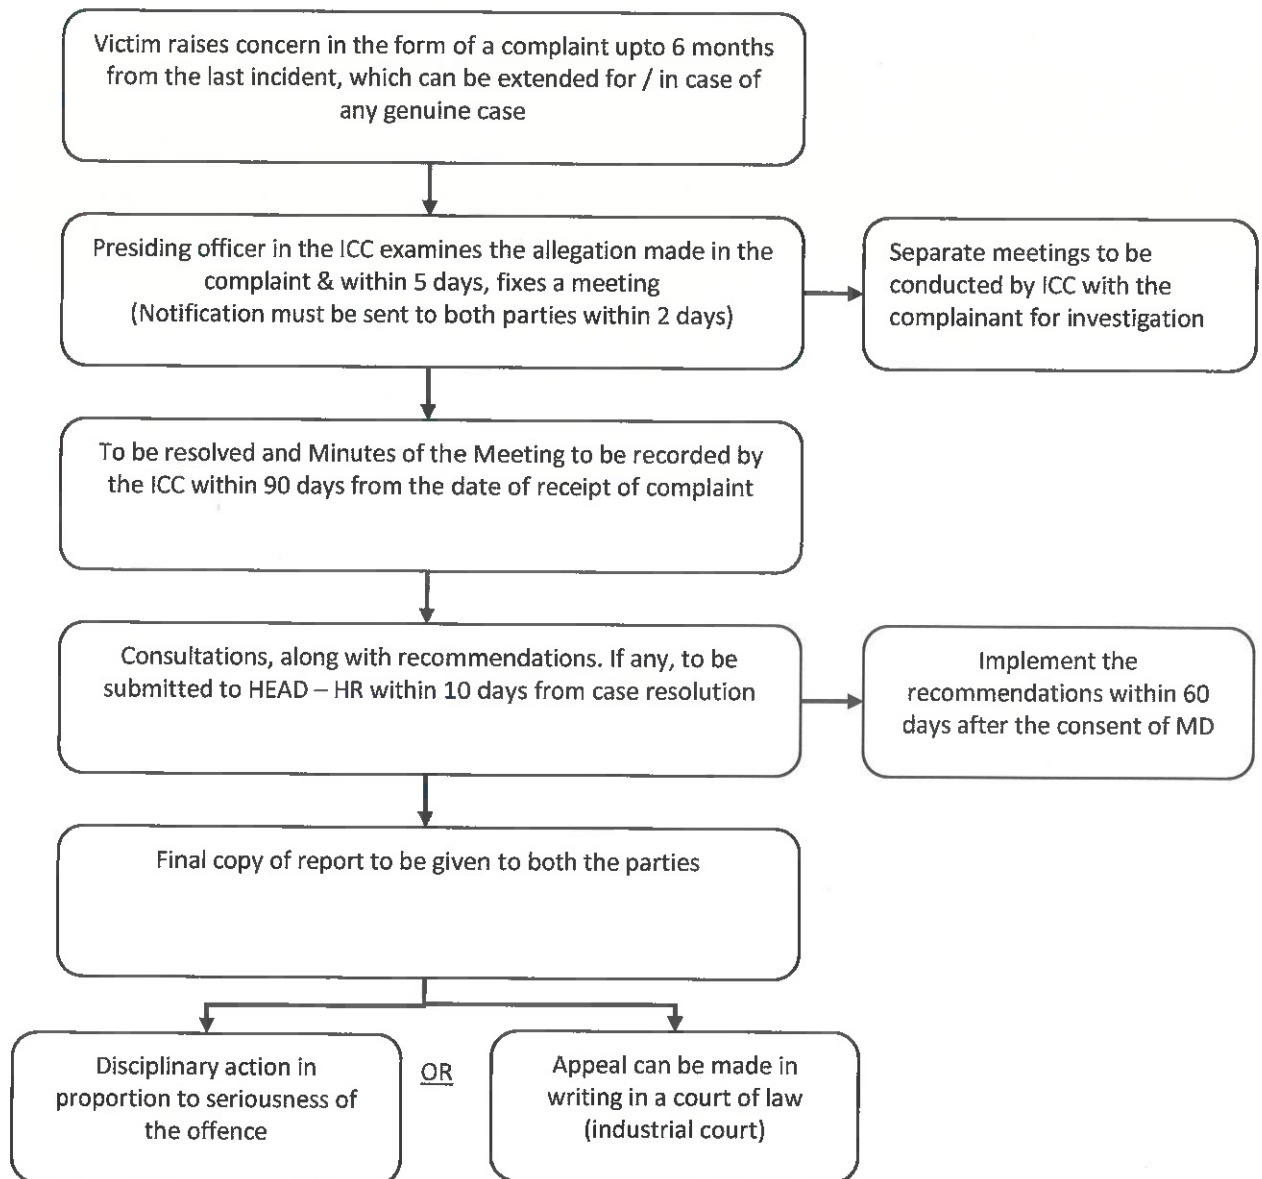 Victim raises concern in the form of a complaint upto 6 months
from the last incident, which can be extended for / in case of
any genuine case
Presiding officer in the ICC examines the allegation made in the
complaint & within 5 days, fixes a meeting
(Notification must be sent to both parties within 2 days)
Separate meetings to be
conducted by ICC with the
complainant for investigation
To be resolved and Minutes of the Meeting to be recorded by
the ICC within 90 days from the date of receipt of complaint
Consultations, along with recommendations. If any, to be
submitted to HEAD – HR within 10 days from case resolution
Implement the
recommendations within 60
days after the consent of MD
Final copy of report to be given to both the parties
Disciplinary action in
proportion to seriousness of
the offence
OR
Appeal can be made in
writing in a court of law
(industrial court)